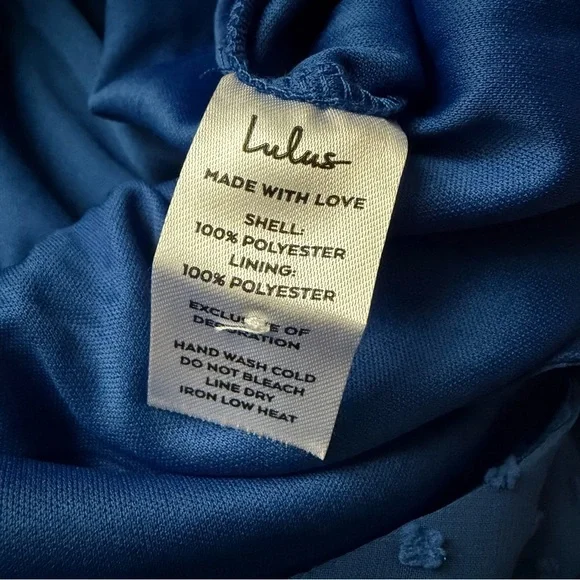 Lulus
MADE WITH LOVE
SHELL:
100% POLYESTER
LINING:
100% POLYESTER
EXCLUSIVE OF
DECORATION
HAND WASH COLD
DO NOT BLEACH
LINE DRY
IRON LOW HEAT